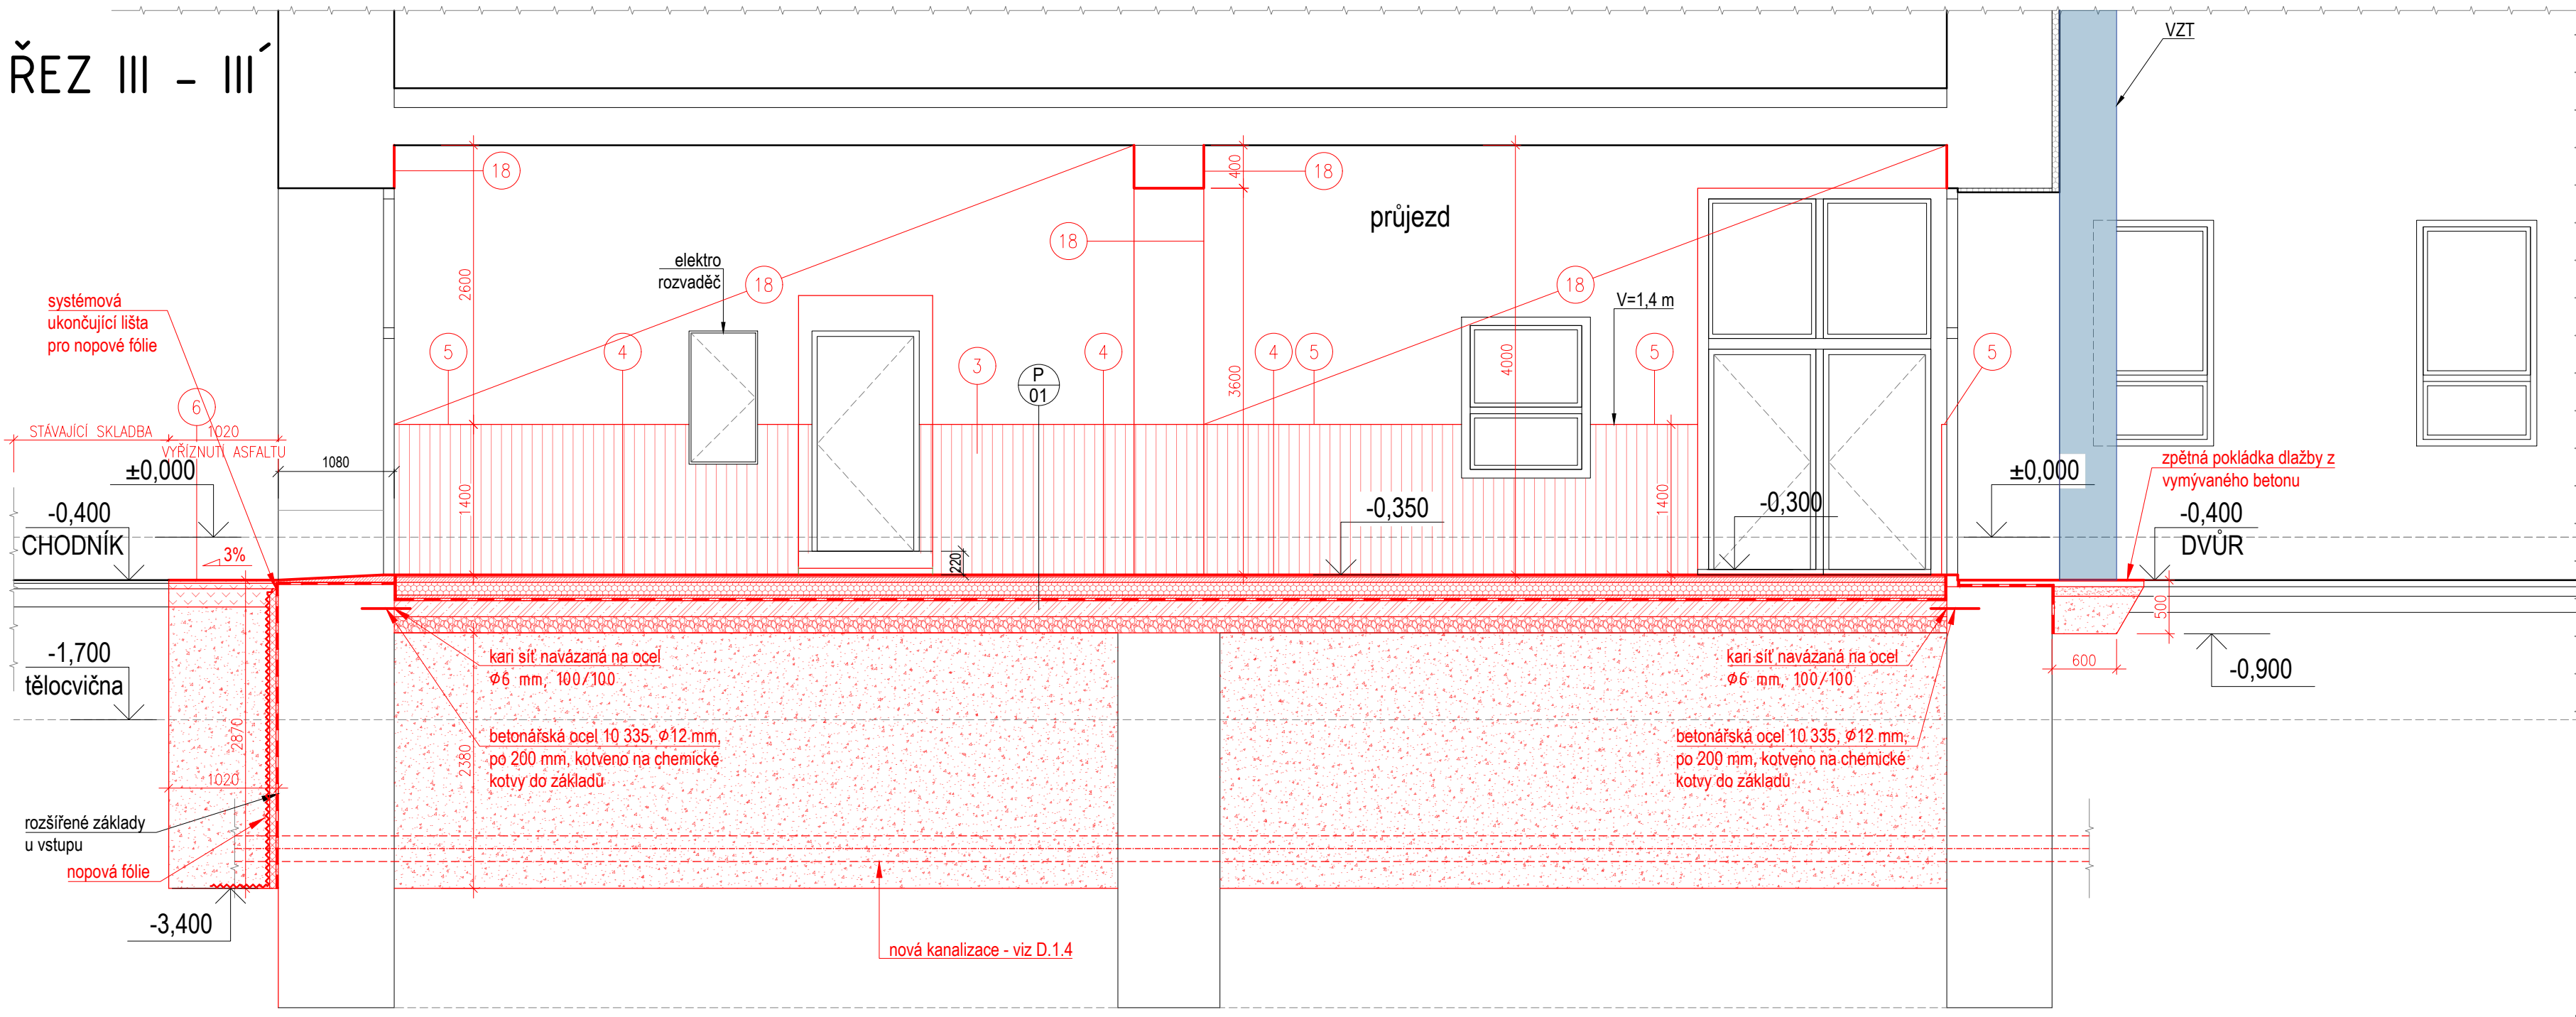 ŘEZ III - III´
VZT
18
400
18
průjezd
18
elektro
rozvaděč
18
18
2600
systémová
ukončující lišta
pro nopové fólie
V=1,4 m
5
4
3
P
01
4
4
5
3600
4000
5
5
6
STÁVAJÍCÍ SKLADBA
1020
VYŘÍZNUTÍ ASFALTU
±0,000
1080
1400
1400
±0,000
zpětná pokládka dlažby z
vymývaného betonu
-0,400
CHODNÍK
-0,350
-0,300
-0,400
DVŮR
3%
220
500
-1,700
tělocvična
kari síť navázaná na ocel
Φ6 mm, 100/100
kari síť navázaná na ocel
Φ6 mm, 100/100
600
-0,900
2870
2380
betonářská ocel 10 335, Φ12 mm,
po 200 mm, kotveno na chemické
kotvy do základů
betonářská ocel 10 335, Φ12 mm,
po 200 mm, kotveno na chemické
kotvy do základů
1020
rozšířené základy
u vstupu
nopová fólie
-3,400
nová kanalizace - viz D.1.4